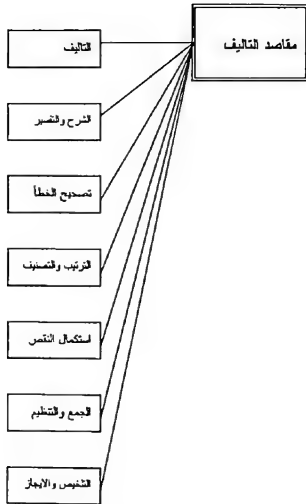 مقاصد التاليف
التاليف
الشرح والتفسير
تصحيح الخطأ
الترتيب والتصنيف
استكمال النقص
الجمع والتنظيم
التلخيص والايجاز